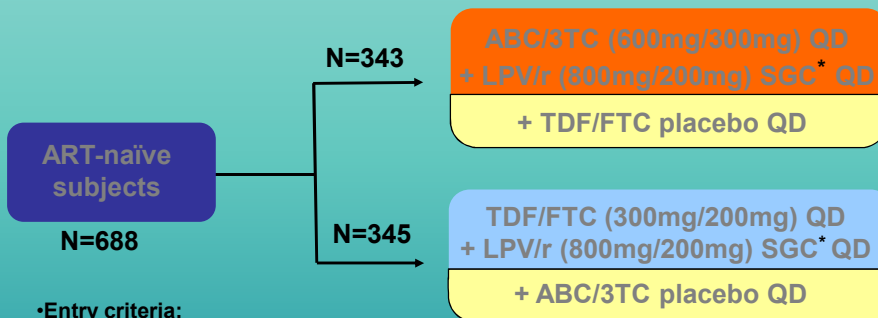 ART-naïve
subjects
N=688
N=343
ABC/3TC (600mg/300mg) QD
+ LPV/r (800mg/200mg) SGC* QD
+ TDF/FTC placebo QD
N=345
TDF/FTC (300mg/200mg) QD
+ LPV/r (800mg/200mg) SGC* QD
+ ABC/3TC placebo QD
•Entry criteria: